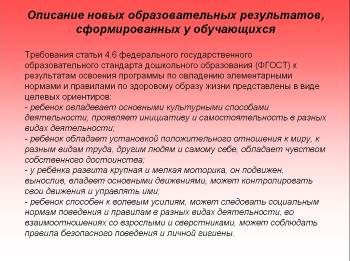 Описание новых образовательных результатов,
сформированных у обучающихся
Требования статьи 4.6 федерального государственного
образовательного стандарта дошкольного образования (ФГОСТ) к
результатам освоения программы по овладению элементарными
нормами и правилами по здоровому образу жизни представлены в виде
целевых ориентиров:
- ребенок овладевает основными культурными способами
деятельности, проявляет инициативу и самостоятельность в разных
видах деятельности;
- ребёнок обладает установкой положительного отношения к миру, к
разным видам труда, другим людям и самому себе, обладает чувством
собственного достоинства;
- у ребёнка развита крупная и мелкая моторика, он подвижен,
вынослив, владеет основными движениями, может контролировать
свои движения и управлять ими;
- ребенок способен к волевым усилиям, может следовать социальным
нормам поведения и правилам в разных видах деятельности, во
взаимоотношениях со взрослыми и сверстниками, может соблюдать
правила безопасного поведения и личной гигиены.